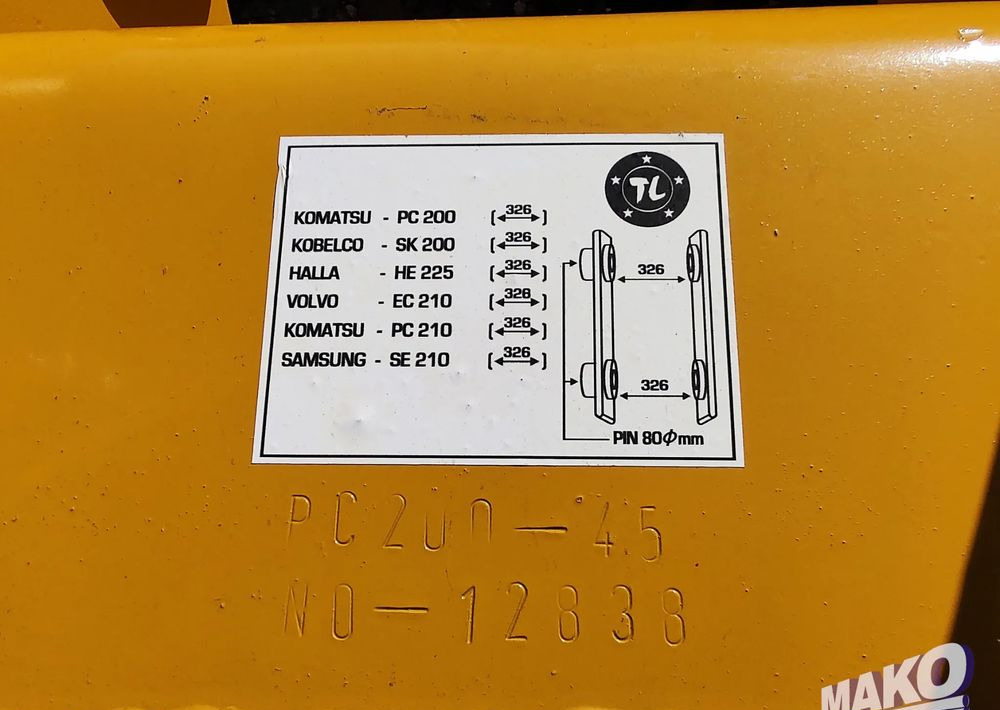 TL
KOMATSU - PC 200 [326]
KOBELCO - SK 200 [326]
HALLA - HE 225 [326]
VOLVO - EC 210 [326]
KOMATSU - PC 210 [326]
SAMSUNG - SE 210 [326]
326
326
PIN 80Φmm
PC200-45
NO-12838
MAKO